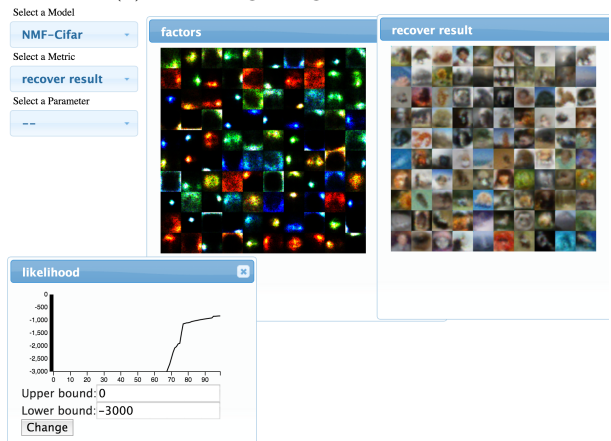 Select a Model
NMF-Cifar
Select a Metric
recover result
Select a Parameter
--
factors
recover result
likelihood
0
-500
-1,000
-1,500
-2,000
-2,500
-3,000
0 10 20 30 40 50 60 70 80 90
Upper bound: 0
Lower bound: -3000
Change